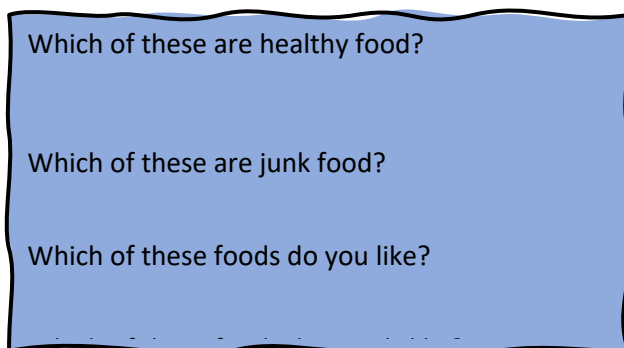 Which of these are healthy food?
Which of these are junk food?
Which of these foods do you like?